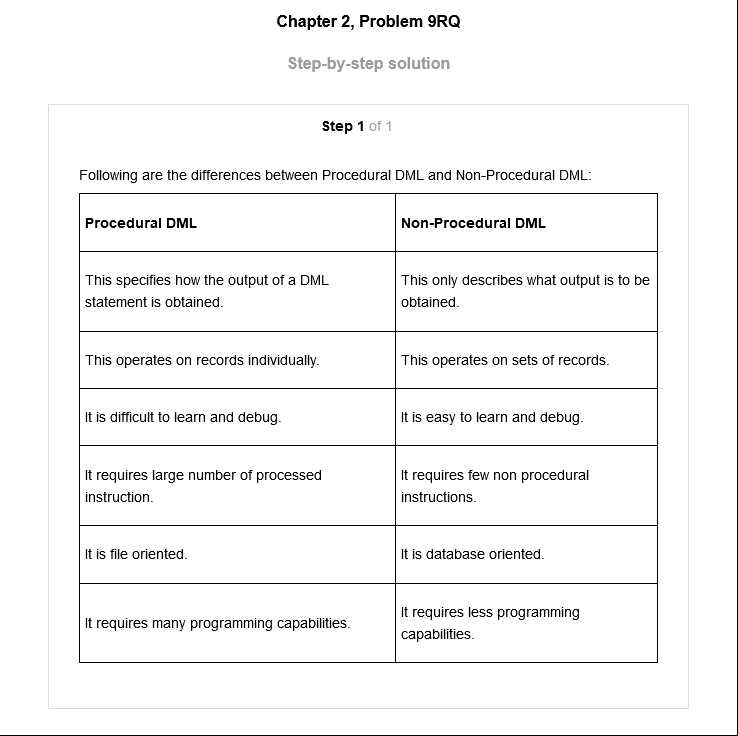 Chapter 2, Problem 9RQ
Step-by-step solution
Step 1 of 1
Following are the differences between Procedural DML and Non-Procedural DML:
Procedural DML
Non-Procedural DML
This specifies how the output of a DML
statement is obtained.
This only describes what output is to be
obtained.
This operates on records individually.
This operates on sets of records.
It is difficult to learn and debug.
It is easy to learn and debug.
It requires large number of processed
instruction.
It requires few non procedural
instructions.
It is file oriented.
It is database oriented.
It requires many programming capabilities.
It requires less programming
capabilities.